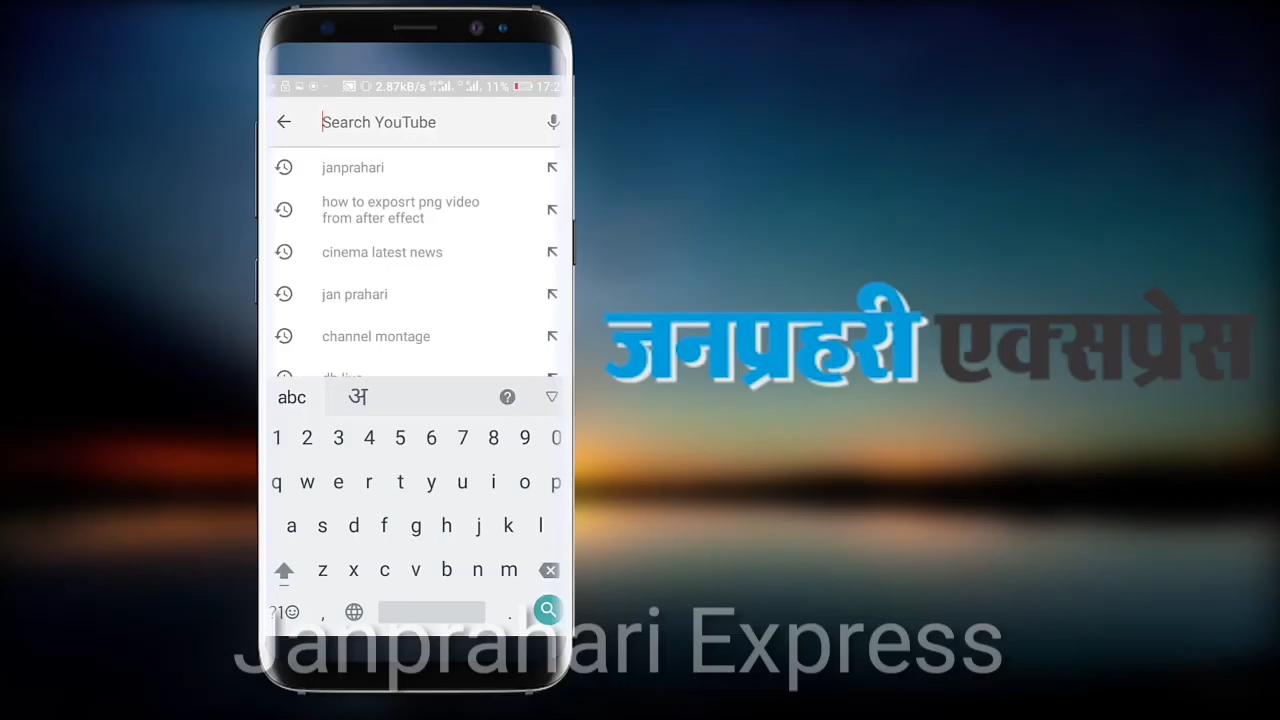 2.87kB/s 11% 17:2
Search YouTube
janprahari
how to exposrt png video
from after effect
cinema latest news
jan prahari
channel montage
abc अ
1 2 3 4 5 6 7 8 9 0
q w e r t y u i o p
a s d f g h j k l
z x c v b n m
?1☺ , .
जनप्रहरी एक्सप्रेस
Janprahari Express